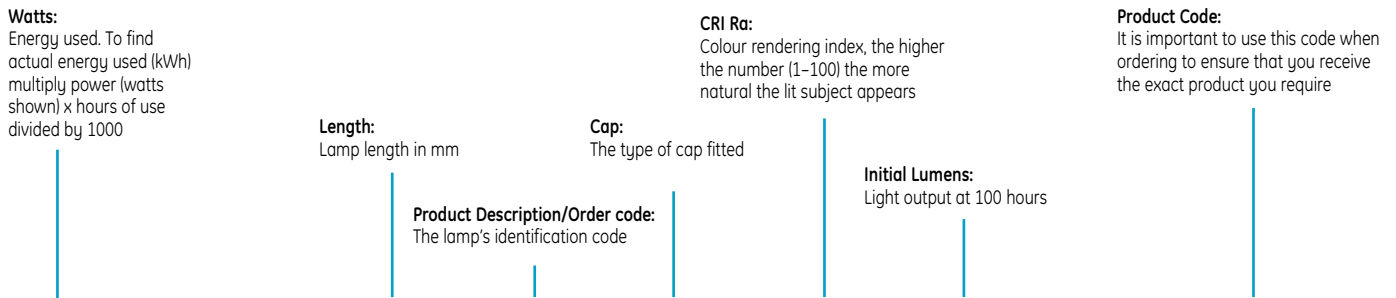 Watts:
Energy used. To find
actual energy used (kWh)
multiply power (watts
shown) x hours of use
divided by 1000
Length:
Lamp length in mm
Product Description/Order code:
The lamp's identification code
Cap:
The type of cap fitted
CRI Ra:
Colour rendering index, the higher
the number (1–100) the more
natural the lit subject appears
Initial Lumens:
Light output at 100 hours
Product Code:
It is important to use this code when
ordering to ensure that you receive
the exact product you require